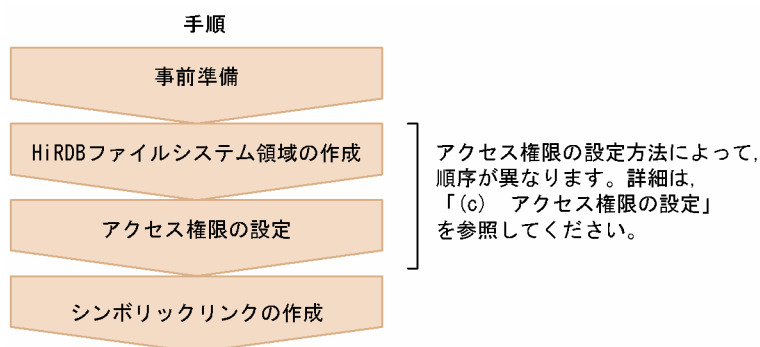 手順
事前準備
HiRDBファイルシステム領域の作成
アクセス権限の設定
シンボリックリンクの作成
アクセス権限の設定方法によって,
順序が異なります。詳細は,
「(c) アクセス権限の設定」
を参照してください。